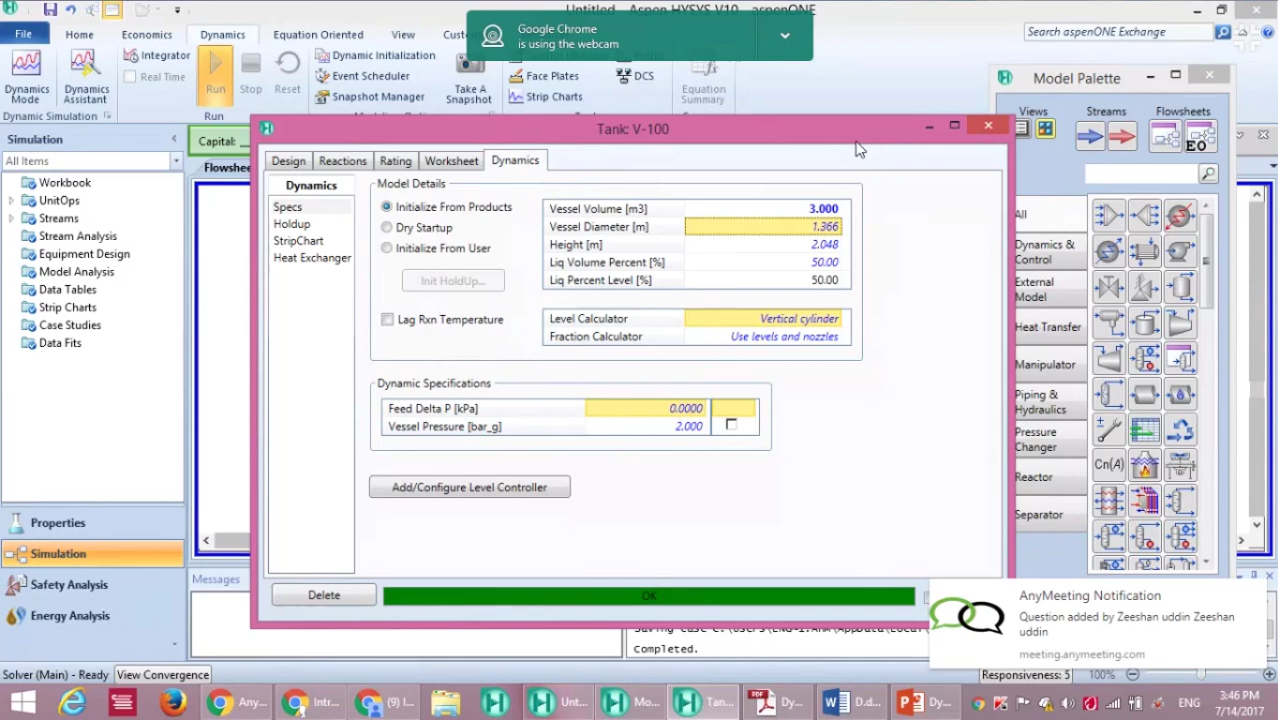 Untitled - Aspen HYSYS V10 - aspenONE
Google Chrome
is using the webcam
File
Home
Economics
Dynamics
Equation Oriented
View
Search aspenONE Exchange
Dynamics Mode
Dynamics Assistant
Integrator
Real Time
Run
Stop
Reset
Dynamic Initialization
Event Scheduler
Snapshot Manager
Take A Snapshot
Face Plates
Strip Charts
DCS
Equation Summary
Dynamic Simulation
Run
Model Palette
Views
Streams
Flowsheets
EO
Simulation
All Items
Workbook
UnitOps
Streams
Stream Analysis
Equipment Design
Model Analysis
Data Tables
Strip Charts
Case Studies
Data Fits
Properties
Simulation
Safety Analysis
Energy Analysis
Capital:
Tank: V-100
Design
Reactions
Rating
Worksheet
Dynamics
Dynamics
Specs
Holdup
StripChart
Heat Exchanger
Model Details
Initialize From Products
Dry Startup
Initialize From User
Init HoldUp...
Lag Rxn Temperature
Vessel Volume [m3] 3.000
Vessel Diameter [m] 1.366
Height [m] 2.048
Liq Volume Percent [%] 50.00
Liq Percent Level [%] 50.00
Level Calculator Vertical cylinder
Fraction Calculator Use levels and nozzles
Dynamic Specifications
Feed Delta P [kPa] 0.0000
Vessel Pressure [bar_g] 2.000
Add/Configure Level Controller
Delete
OK
All
Dynamics & Control
External Model
Heat Transfer
Manipulator
Piping & Hydraulics
Pressure Changer
Reactor
Separator
Cn(A)
Messages
Completed.
AnyMeeting Notification
Question added by Zeeshan uddin Zeeshan
uddin
meeting.anymeeting.com
Solver (Main) - Ready
View Convergence
Responsiveness: 5
100%
Any...
Intr...
(9) I...
Unt...
Mo...
Tan...
Dy...
D.d...
Dy...
ENG
3:46 PM
7/14/2017